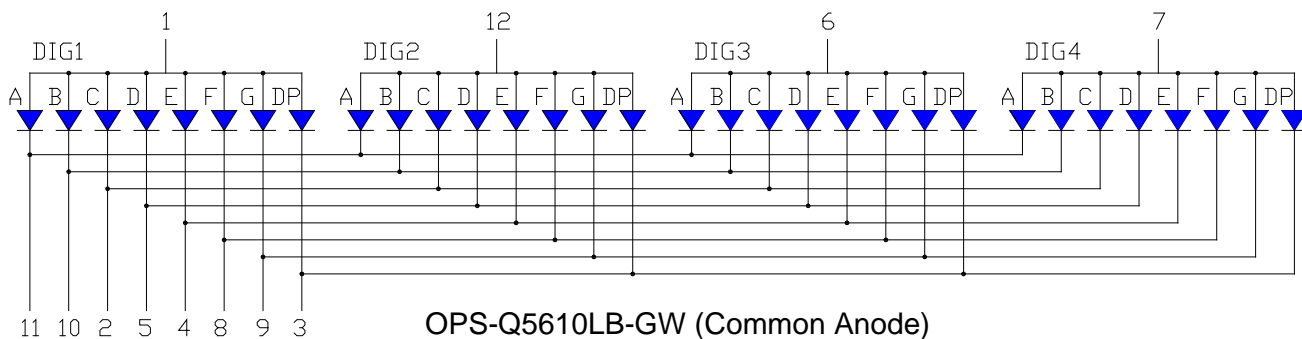 1 12 6 7
DIG1 DIG2 DIG3 DIG4
A B C D E F G DP A B C D E F G DP A B C D E F G DP A B C D E F G DP
11 10 2 5 4 8 9 3 OPS-Q5610LB-GW (Common Anode)